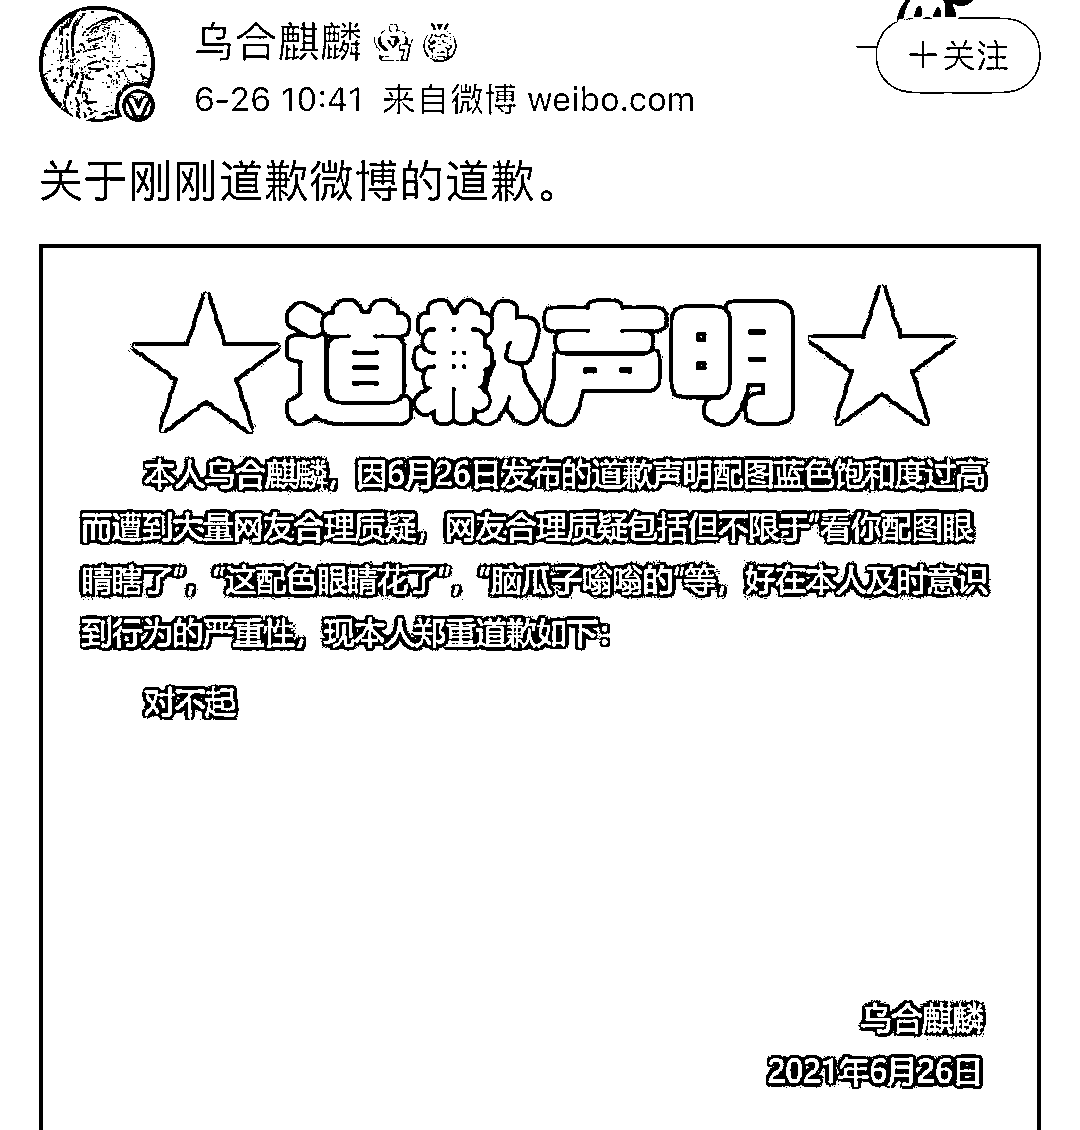 乌合麒麟
+关注
6-26 10:41 来自微博 weibo.com
关于刚刚道歉微博的道歉。
道歉声明
本人乌合麒麟，因6月26日发布的道歉声明配图蓝色饱和度过高
而遭到大量网友合理质疑，网友合理质疑包括但不限于“看你配图眼
睛瞎了”，“这配色眼睛花了”，“脑瓜子嗡嗡的“等，好在本人及时意识
到行为的严重性，现本人郑重道歉如下：
对不起
乌合麒麟
2021年6月26日